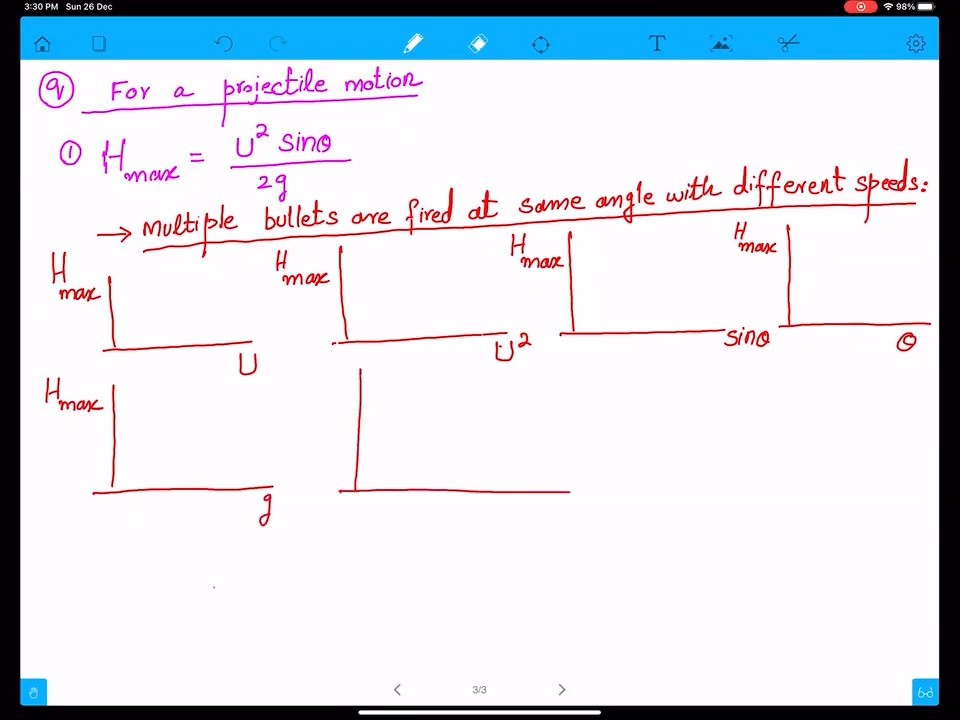 3:30 PM Sun 26 Dec
98%
T
q For a projectile motion
① Hmax = U² sinθ / 2g
→ Multiple bullets are fired at same angle with different speeds:
Hmax Hmax Hmax Hmax
U U² sinθ θ
Hmax
g
3/3